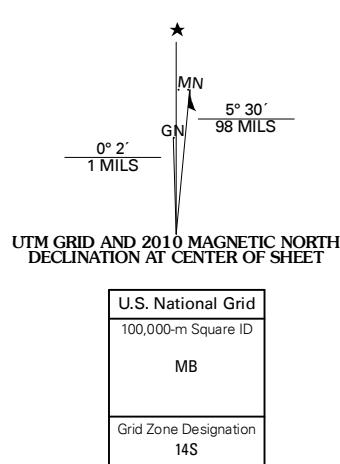 MN
GN
5° 30´
98 MILS
0° 2´
1 MILS
UTM GRID AND 2010 MAGNETIC NORTH
DECLINATION AT CENTER OF SHEET
U.S. National Grid
100,000-m Square ID
MB
Grid Zone Designation
14S